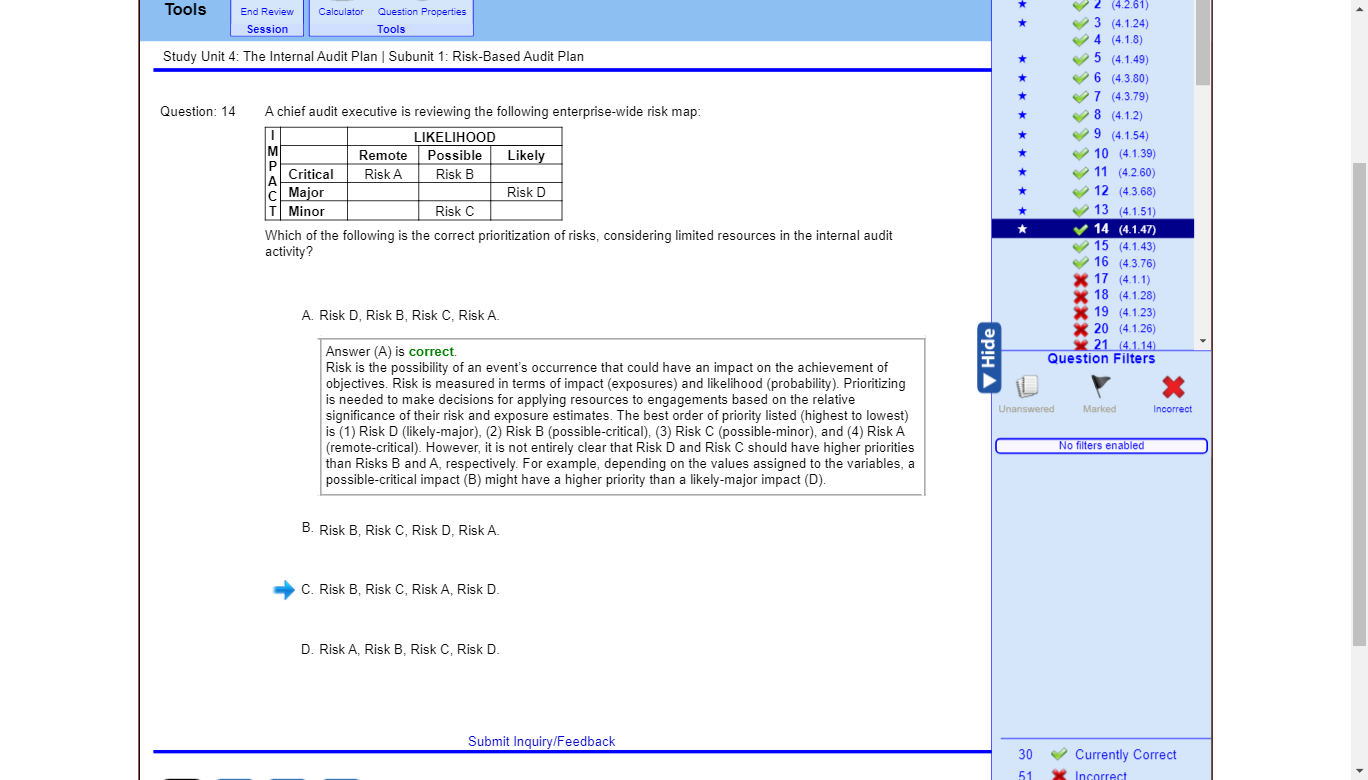 Tools
End Review
Session
Calculator Question Properties
Tools
Study Unit 4: The Internal Audit Plan | Subunit 1: Risk-Based Audit Plan
Question: 14 A chief audit executive is reviewing the following enterprise-wide risk map:
IMPACT
LIKELIHOOD
Remote Possible Likely
Critical Risk A Risk B
Major Risk D
Minor Risk C
Which of the following is the correct prioritization of risks, considering limited resources in the internal audit
activity?
A. Risk D, Risk B, Risk C, Risk A.
Answer (A) is correct.
Risk is the possibility of an event's occurrence that could have an impact on the achievement of
objectives. Risk is measured in terms of impact (exposures) and likelihood (probability). Prioritizing
is needed to make decisions for applying resources to engagements based on the relative
significance of their risk and exposure estimates. The best order of priority listed (highest to lowest)
is (1) Risk D (likely-major), (2) Risk B (possible-critical), (3) Risk C (possible-minor), and (4) Risk A
(remote-critical). However, it is not entirely clear that Risk D and Risk C should have higher priorities
than Risks B and A, respectively. For example, depending on the values assigned to the variables, a
possible-critical impact (B) might have a higher priority than a likely-major impact (D).
B. Risk B, Risk C, Risk D, Risk A.
C. Risk B, Risk C, Risk A, Risk D.
D. Risk A, Risk B, Risk C, Risk D.
Submit Inquiry/Feedback
2 (4.2.61)
3 (4.1.24)
4 (4.1.8)
5 (4.1.49)
6 (4.3.80)
7 (4.3.79)
8 (4.1.2)
9 (4.1.54)
10 (4.1.39)
11 (4.2.60)
12 (4.3.68)
13 (4.1.51)
14 (4.1.47)
15 (4.1.43)
16 (4.3.76)
17 (4.1.1)
18 (4.1.28)
19 (4.1.23)
20 (4.1.26)
21 (4.1.14)
Hide
Question Filters
Unanswered Marked Incorrect
No filters enabled
30 Currently Correct
51 Incorrect